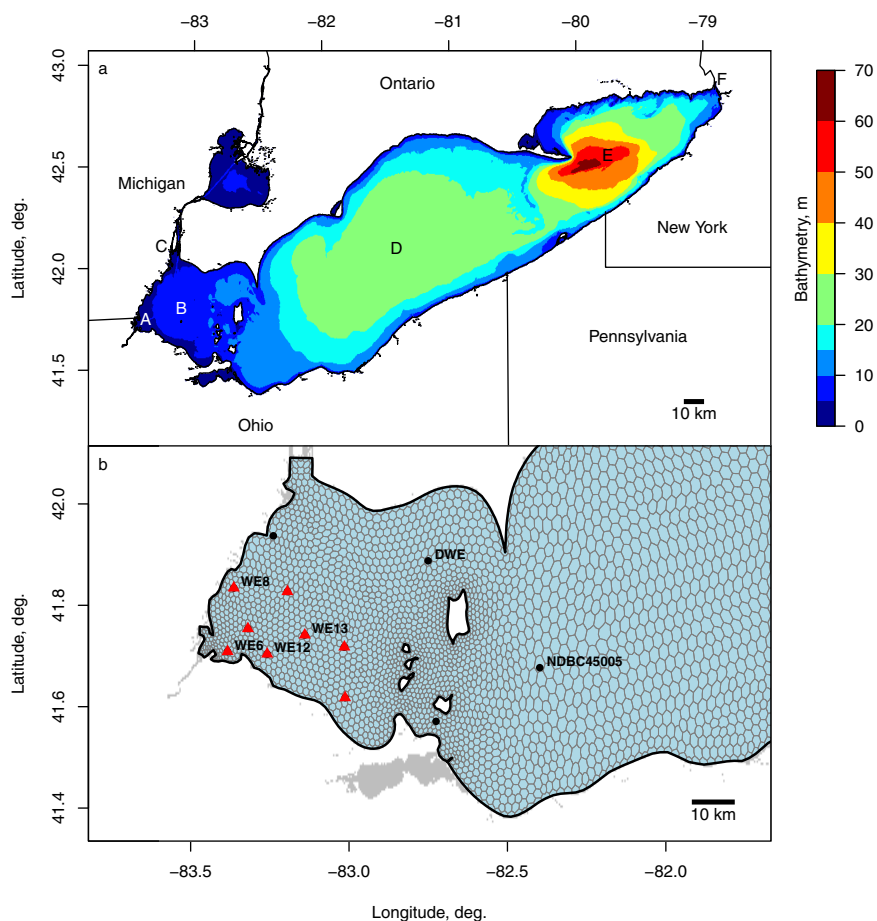 −83 −82 −81 −80 −79
a
Ontario
F
E
Michigan
New York
C
D
B
A
Pennsylvania
10 km
Ohio
43.0
42.5
42.0
41.5
Latitude, deg.
70
60
50
40
30
20
10
0
Bathymetry, m
b
DWE
WE8
WE13
WE6
WE12
NDBC45005
10 km
42.0
41.8
41.6
41.4
Latitude, deg.
−83.5 −83.0 −82.5 −82.0
Longitude, deg.